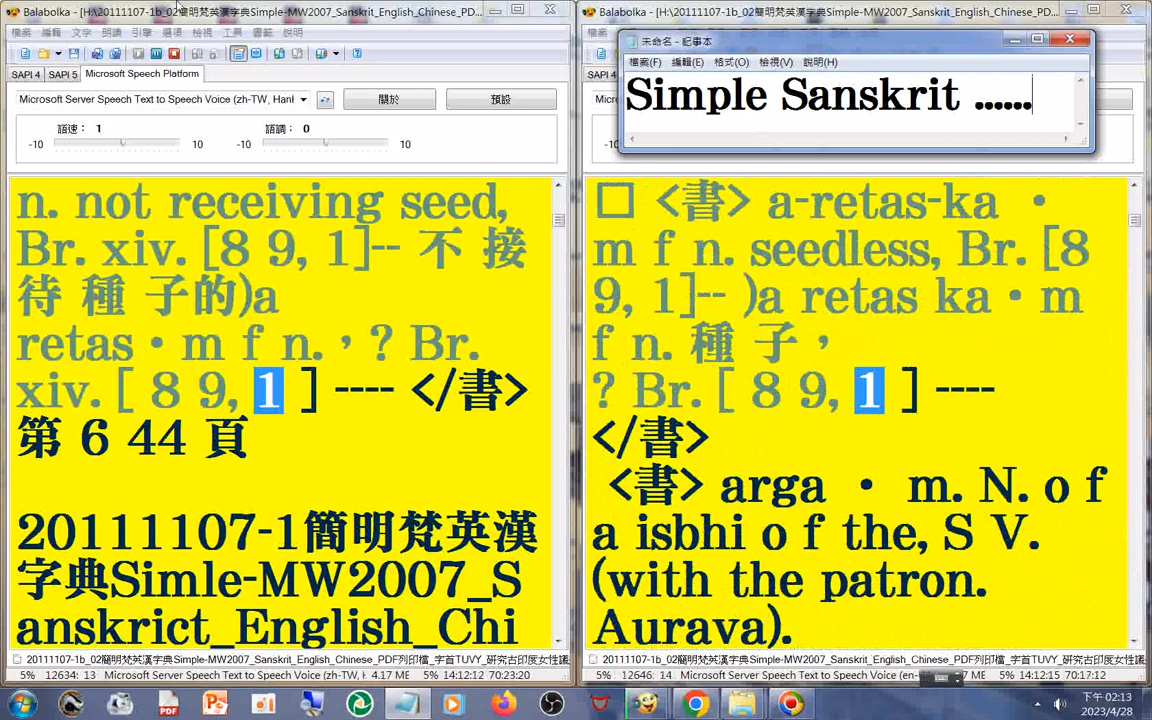 Balabolka - [H:\20111107-1b_02簡明梵英漢字典Simple-MW2007_Sanskrit_English_Chinese_PD...
檔案 編輯 文字 朗讀 引擎 選項 檢視 工具 書籤 說明
SAPI 4 SAPI 5 Microsoft Speech Platform
Microsoft Server Speech Text to Speech Voice (zh-TW, Hanl 關於 預設
語速： 1 語調： 0
-10 10 -10 10
n. not receiving seed,
Br. xiv. [8 9, 1]-- 不 接
待 種 子的)a
retas・m f n.，? Br.
xiv. [ 8 9, 1 ] ---- </書>
第 6 44 頁
20111107-1簡明梵英漢
字典Simle-MW2007_S
anskrict_English_Chi
20111107-1b_02簡明梵英漢字典Simple-MW2007_Sanskrit_English_Chinese_PDF列印檔_字首TUVY_研究古印度女性議
5% 12634: 13 Microsoft Server Speech Text to Speech Voice (zh-TW, H 4.17 ME 5% 14:12:12 70:23:20
Balabolka - [H:\20111107-1b_02簡明梵英漢字典Simple-MW2007_Sanskrit_English_Chinese_PD...
檔案
SAPI 4
Micr
-10
未命名 - 記事本
檔案(F) 編輯(E) 格式(O) 檢視(V) 說明(H)
Simple Sanskrit ......
□ <書> a-retas-ka ・
m f n. seedless, Br. [8
9, 1]-- )a retas ka・m
f n. 種 子，
? Br. [ 8 9, 1 ] ----
</書>
<書> arga ・ m. N. o f
a isbhi o f the, S V.
(with the patron.
Aurava).
20111107-1b_02簡明梵英漢字典Simple-MW2007_Sanskrit_English_Chinese_PDF列印檔_字首TUVY_研究古印度女性議
5% 12646: 14 Microsoft Server Speech Text to Speech Voice (en- 4.17 ME 5% 14:12:15 70:17:12
下午 02:13
2023/4/28